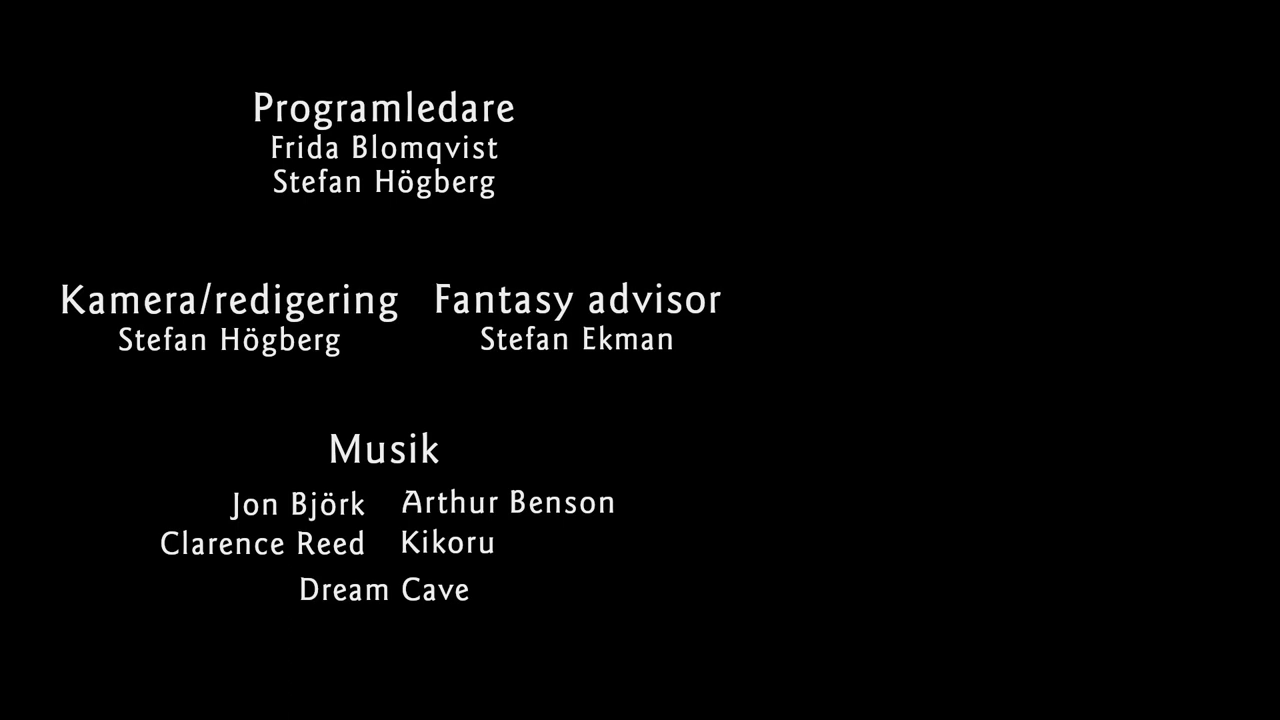 Programledare
Frida Blomqvist
Stefan Högberg
Kamera/redigering
Stefan Högberg
Fantasy advisor
Stefan Ekman
Musik
Jon Björk
Arthur Benson
Clarence Reed
Kikoru
Dream Cave